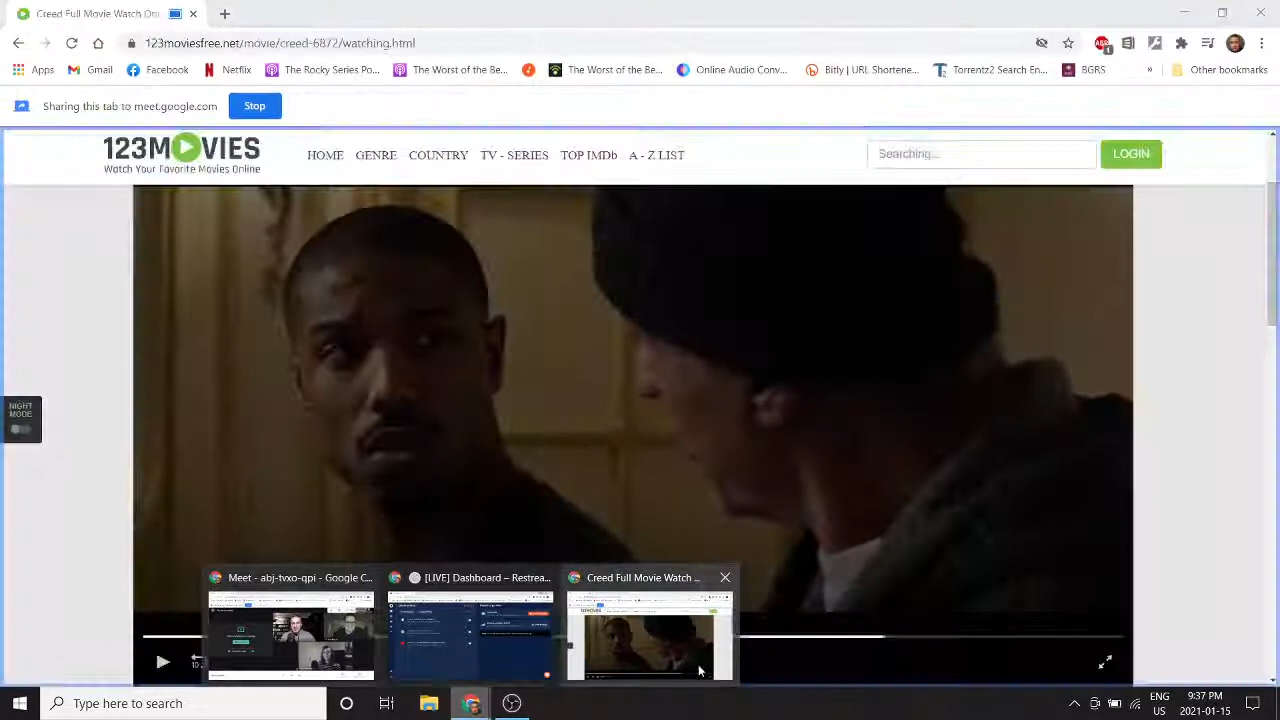 Creed Full Movie Watch On
123moviesfree.net/movie/creed-6872/watching.html
Apps Gmail Facebook Netflix The Rocky Series Po... The Worst of the Be... The Worst of the Be... Online Audio Conv... Bitly | URL Shortene... Torrentz2 Search En... BGRS » Other Bookmarks
Sharing this tab to meet.google.com Stop
123MOVIES
Watch Your Favorite Movies Online
HOME GENRE COUNTRY TV - SERIES TOP IMDb A - Z LIST
Searching...
LOGIN
NIGHT
MODE
Meet - abj-tvxo-qpi - Google C... [LIVE] Dashboard – Restrea... Creed Full Movie Watch ...
10
Type here to search
ENG
US
9:37 PM
2021-01-15